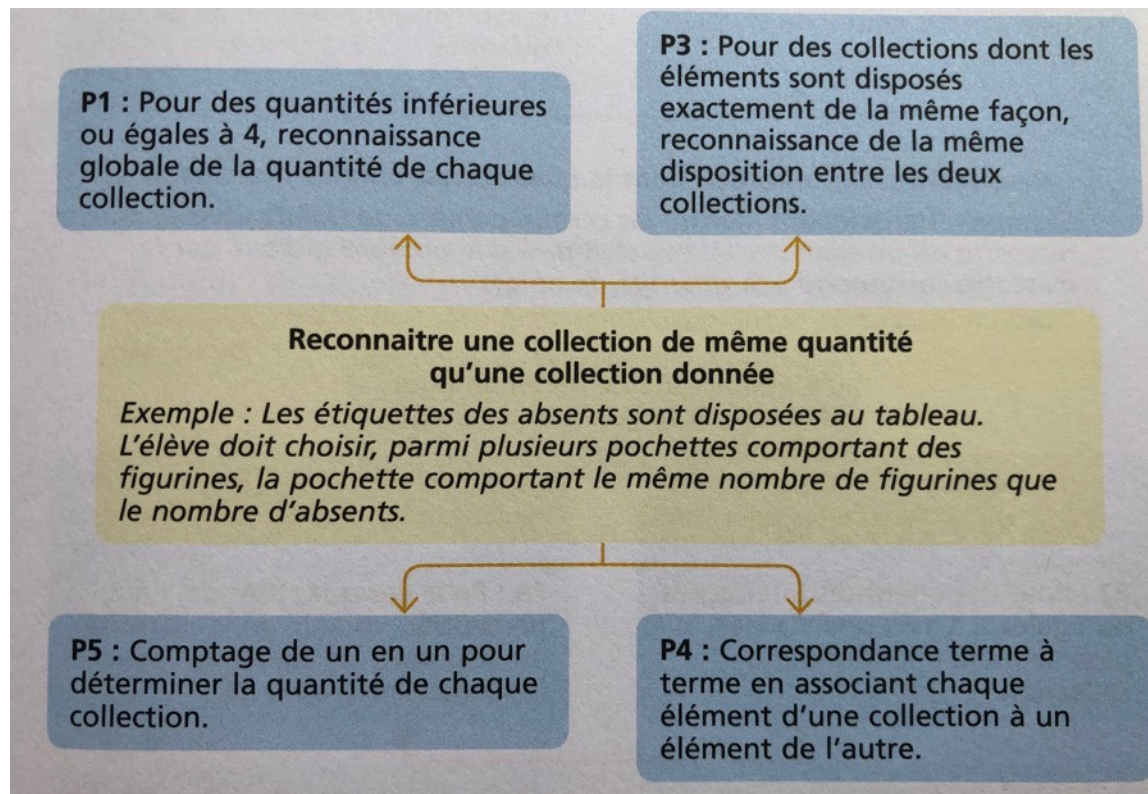 P1 : Pour des quantités inférieures
ou égales à 4, reconnaissance
globale de la quantité de chaque
collection.
P3 : Pour des collections dont les
éléments sont disposés
exactement de la même façon,
reconnaissance de la même
disposition entre les deux
collections.
Reconnaitre une collection de même quantité
qu'une collection donnée
Exemple : Les étiquettes des absents sont disposées au tableau.
L'élève doit choisir, parmi plusieurs pochettes comportant des
figurines, la pochette comportant le même nombre de figurines que
le nombre d'absents.
P5 : Comptage de un en un pour
déterminer la quantité de chaque
collection.
P4 : Correspondance terme à
terme en associant chaque
élément d'une collection à un
élément de l'autre.